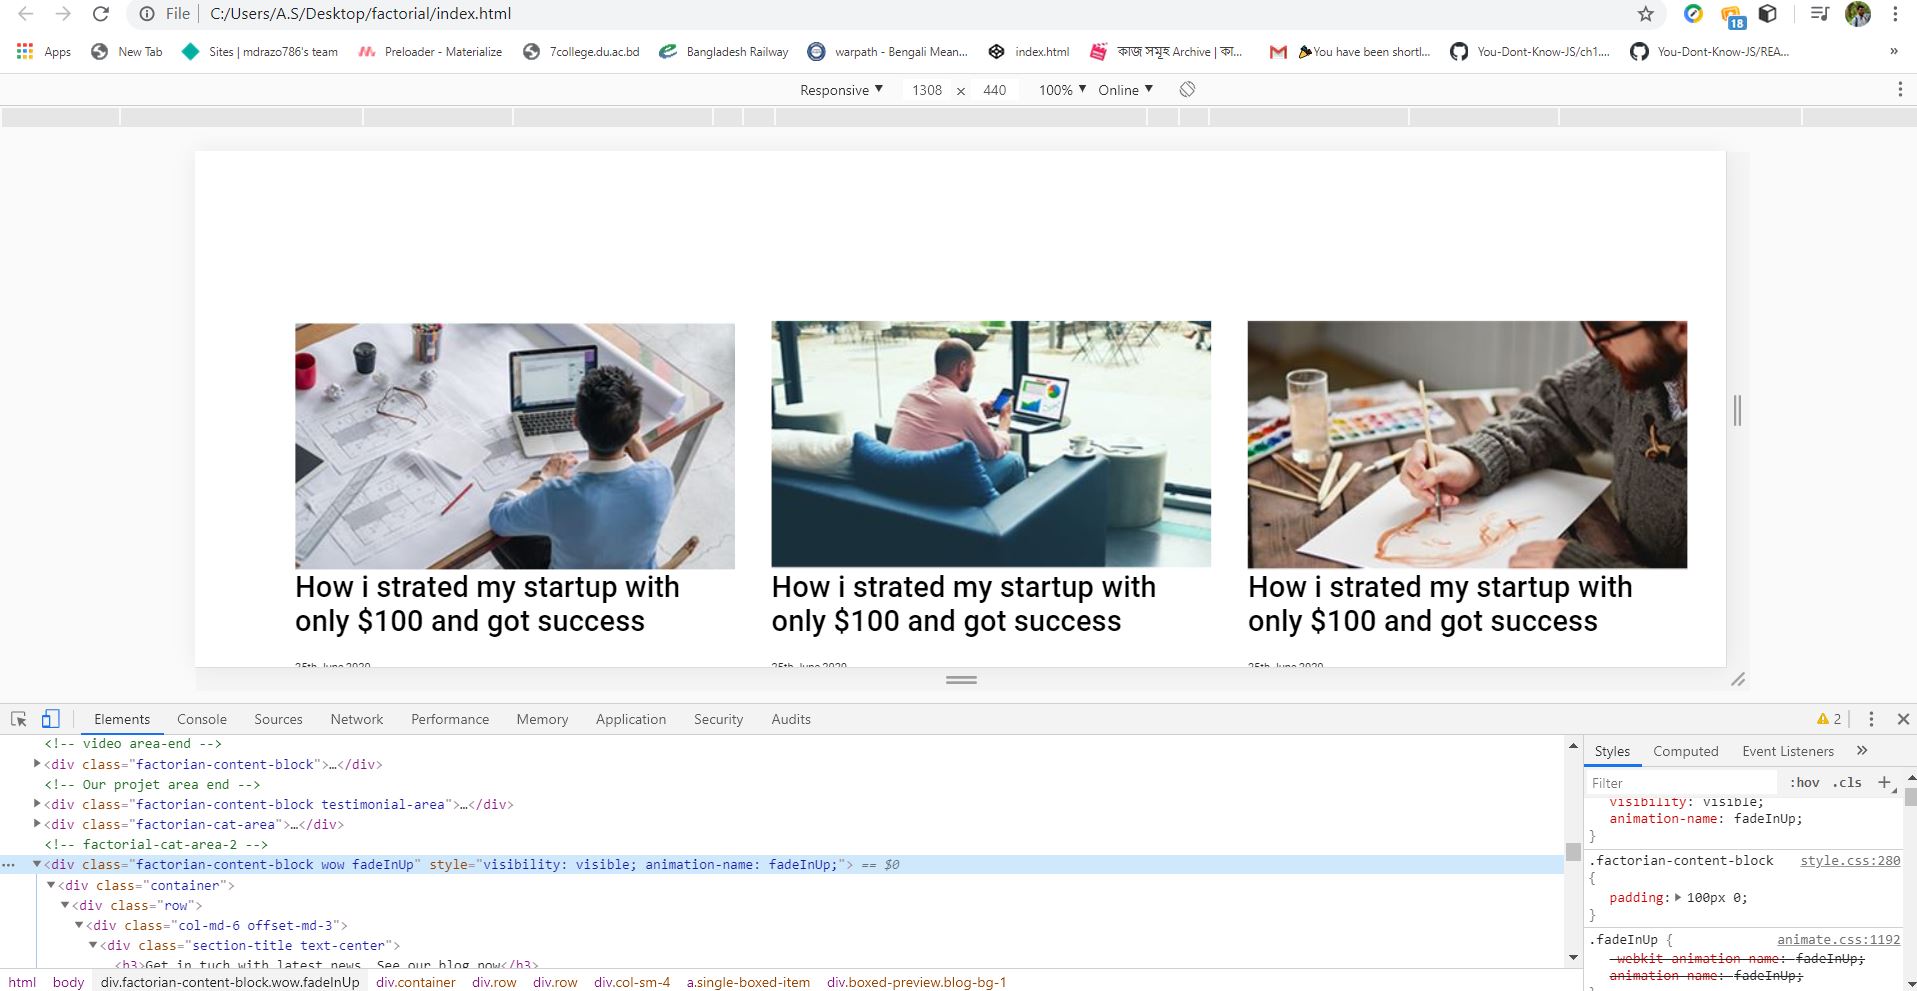 File C:/Users/A.S/Desktop/factorial/index.html
18
Apps New Tab Sites | mdrazo786's team Preloader - Materialize 7college.du.ac.bd Bangladesh Railway warpath - Bengali Mean... index.html কাজ সমূহ Archive | কা... You have been shortl... You-Dont-Know-JS/ch1.... You-Dont-Know-JS/REA... »
Responsive 1308 × 440 100% Online
How i strated my startup with
only $100 and got success
25th June 2020
How i strated my startup with
only $100 and got success
25th June 2020
How i strated my startup with
only $100 and got success
25th June 2020
Elements Console Sources Network Performance Memory Application Security Audits 2
<!-- video area-end -->
<div class="factorian-content-block">…</div>
<!-- Our projet area end -->
<div class="factorian-content-block testimonial-area">…</div>
<div class="factorian-cat-area">…</div>
<!-- factorial-cat-area-2 -->
<div class="factorian-content-block wow fadeInUp" style="visibility: visible; animation-name: fadeInUp;"> == $0
<div class="container">
<div class="row">
<div class="col-md-6 offset-md-3">
<div class="section-title text-center">
<h3>Get in tuch with latest news. See our blog now</h3>
html body div.factorian-content-block.wow.fadeInUp div.container div.row div.row div.col-sm-4 a.single-boxed-item div.boxed-preview.blog-bg-1
Styles Computed Event Listeners »
Filter :hov .cls +
visibility: visible;
animation-name: fadeInUp;
}
.factorian-content-block style.css:280
{
padding: 100px 0;
}
.fadeInUp { animate.css:1192
-webkit-animation-name: fadeInUp;
animation-name: fadeInUp;
}